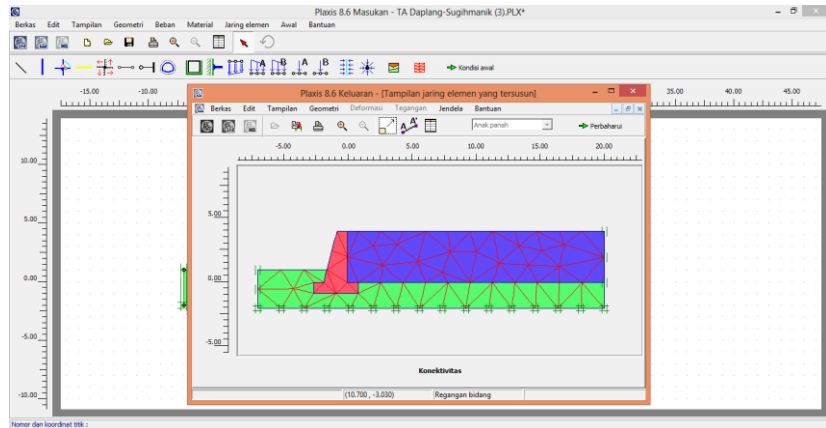 Plaxis 8.6 Masukan - TA Daplang-Sugihmanik (3).PLX*
Berkas Edit Tampilan Geometri Beban Material Jaring elemen Awal Bantuan
A B A B Kondisi awal
-15.00 -10.00 35.00 40.00 45.00
Plaxis 8.6 Keluaran - [Tampilan jaring elemen yang tersusun]
Berkas Edit Tampilan Geometri Deformasi Tegangan Jendela Bantuan
A A* Anak panah Perbaharui
-5.00 0.00 5.00 10.00 15.00 20.00
10.00
5.00
0.00
-5.00
-10.00
5.00
0.00
-5.00
Konektivitas
(10.700 , -3.030) Regangan bidang
Nomor dan koordinat titik :